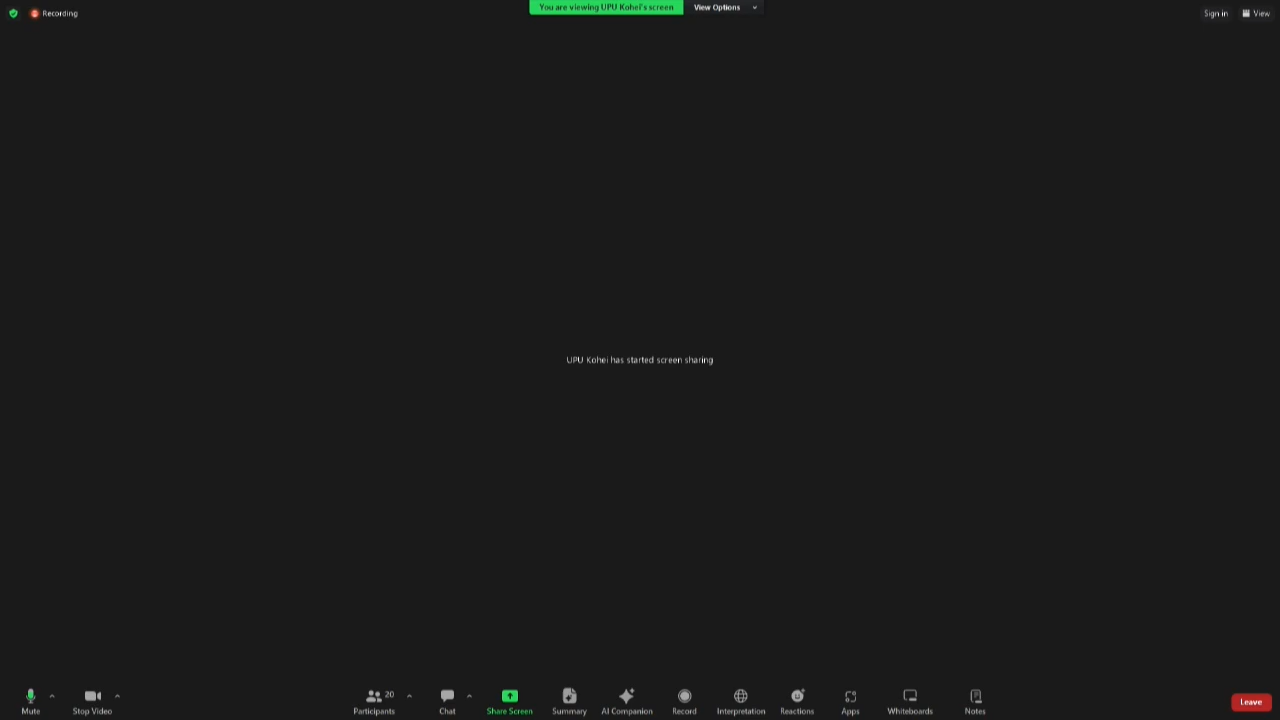 Recording
You are viewing UPU Kohei's screen
View Options
Sign in
View
UPU Kohei has started screen sharing
Mute
Stop Video
Participants
20
Chat
Share Screen
Summary
AI Companion
Record
Interpretation
Reactions
Apps
Whiteboards
Notes
Leave